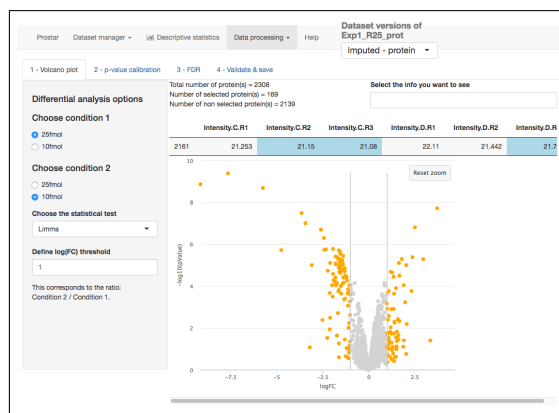 Dataset versions of
Prostar Dataset manager Descriptive statistics Data processing Help Exp1_R25_prot
Imputed - protein
1 - Volcano plot 2 - p-value calibration 3 - FDR 4 - Validate & save
Differential analysis options
Choose condition 1
25fmol
10fmol
Choose condition 2
25fmol
10fmol
Choose the statistical test
Limma
Define log(FC) threshold
1
This corresponds to the ratio:
Condition 2 / Condition 1.
Total number of protein(s) = 2308
Number of selected protein(s) = 169
Number of non selected protein(s) = 2139
Select the info you want to see
Intensity.C.R1 Intensity.C.R2 Intensity.C.R3 Intensity.D.R1 Intensity.D.R2 Intensity.D.R
2161 21.253 21.15 21.08 22.11 21.442 21.7
Reset zoom
10
8
6
4
2
0
-log10(pValue)
-7.5 -5 -2.5 0 2.5
logFC